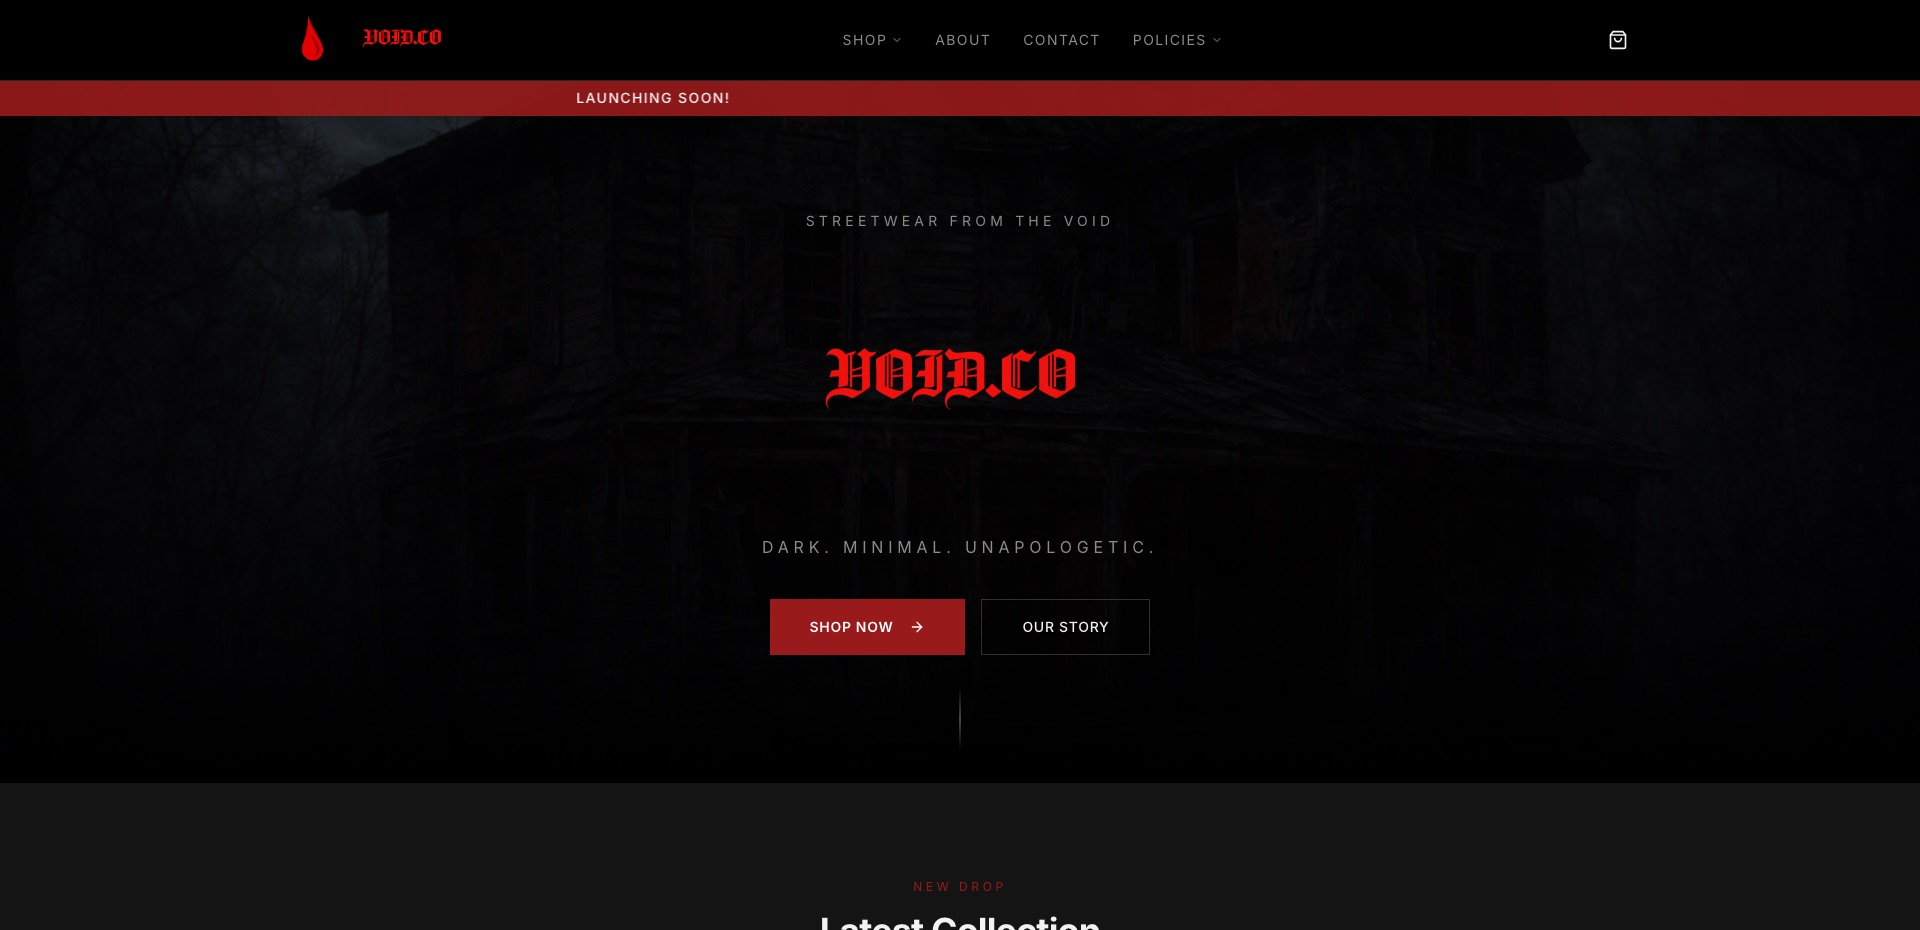 VOID.CO
SHOP ABOUT CONTACT POLICIES
LAUNCHING SOON!
STREETWEAR FROM THE VOID
VOID.CO
DARK. MINIMAL. UNAPOLOGETIC.
SHOP NOW
OUR STORY
NEW DROP
Latest Collection